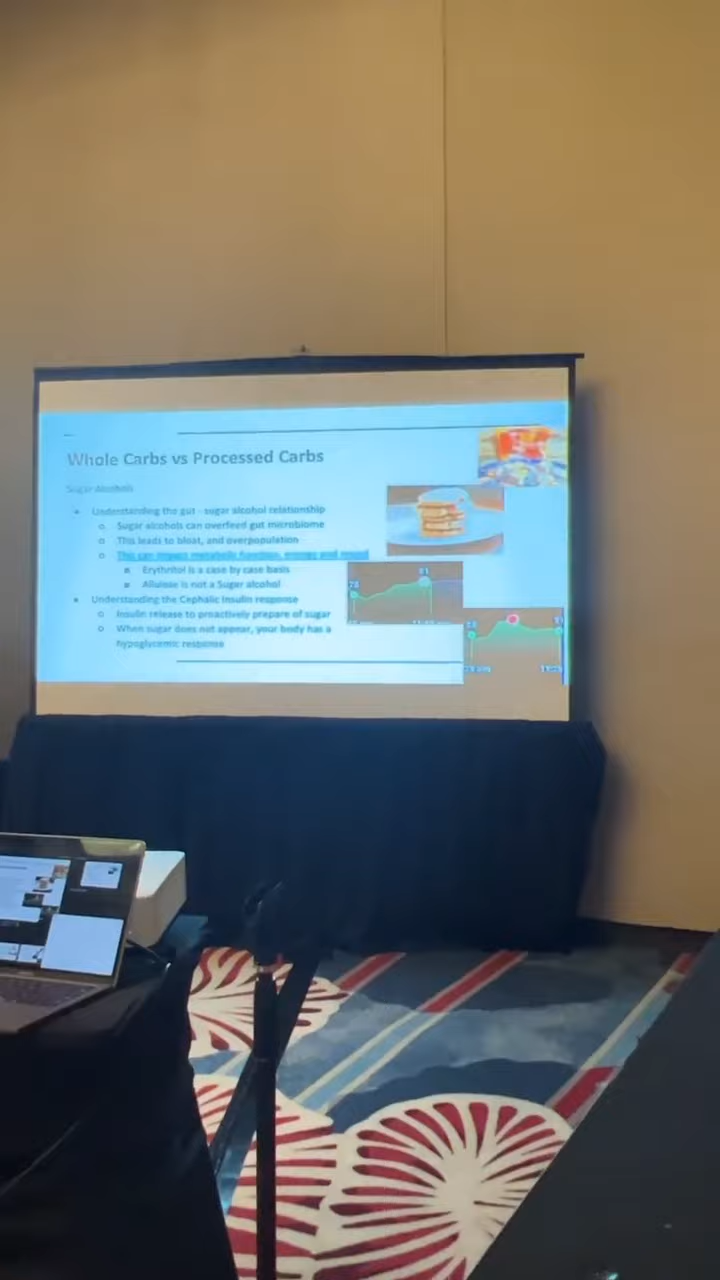 Whole Carbs vs Processed Carbs
Sugar Alcohols
Understanding the gut - sugar alcohol relationship
Sugar alcohols can overfeed gut microbiome
This leads to bloat, and overpopulation
This can impact metabolic function, energy and mood
Erythritol is a case by case basis
Allulose is not a Sugar alcohol
Understanding the Cephalic Insulin response
Insulin release to proactively prepare of sugar
When sugar does not appear, your body has a
hypoglycemic response
78
81